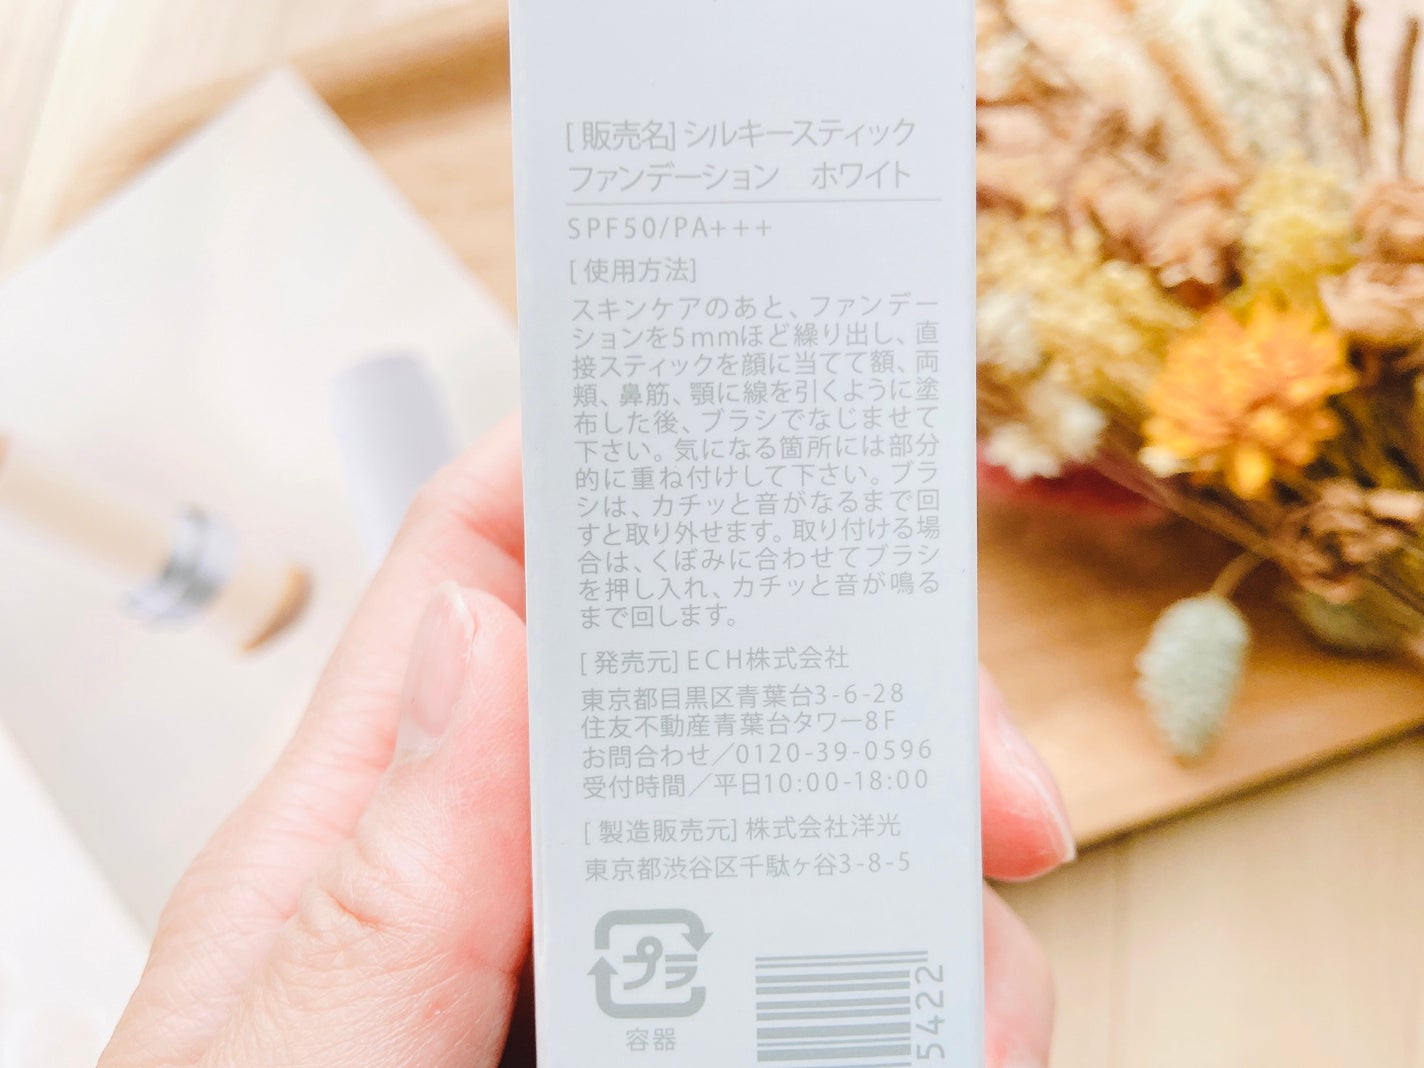 [販売名]シルキースティック
ファンデーション　ホワイト
SPF50/PA+++
[使用方法]
スキンケアのあと、ファンデー
ションを5mmほど繰り出し、直
接スティックを顔に当てて額、両
頬、鼻筋、顎に線を引くように塗
布した後、ブラシでなじませて
下さい。気になる箇所には部分
的に重ね付けして下さい。ブラ
シは、カチッと音がなるまで回
すと取り外せます。取り付ける場
合は、くぼみに合わせてブラシ
を押し入れ、カチッと音が鳴る
まで回します。
[発売元]ECH株式会社
東京都目黒区青葉台3-6-28
住友不動産青葉台タワー8F
お問合わせ／0120-39-0596
受付時間／平日10:00-18:00
[製造販売元]株式会社洋光
東京都渋谷区千駄ヶ谷3-8-5
プラ
容器
5422